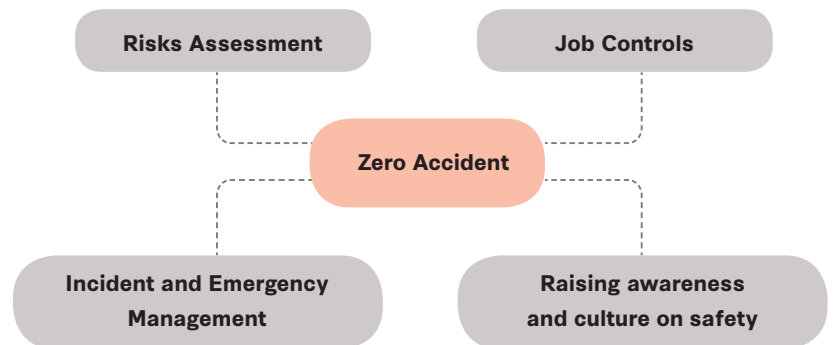 Risks Assessment
Job Controls
Zero Accident
Incident and Emergency
Management
Raising awareness
and culture on safety